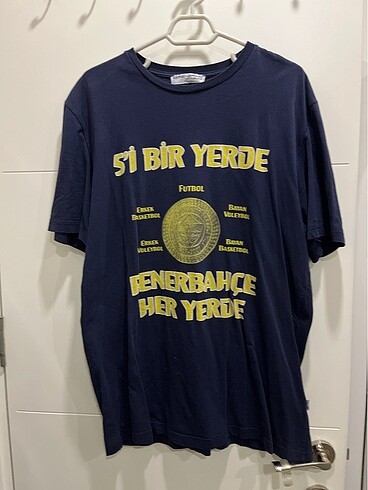 5'İ BİR YERDE
FUTBOL
ERKEK BASKETBOL
BAYAN VOLEYBOL
ERKEK VOLEYBOL
BAYAN BASKETBOL
FENERBAHÇE
HER YERDE